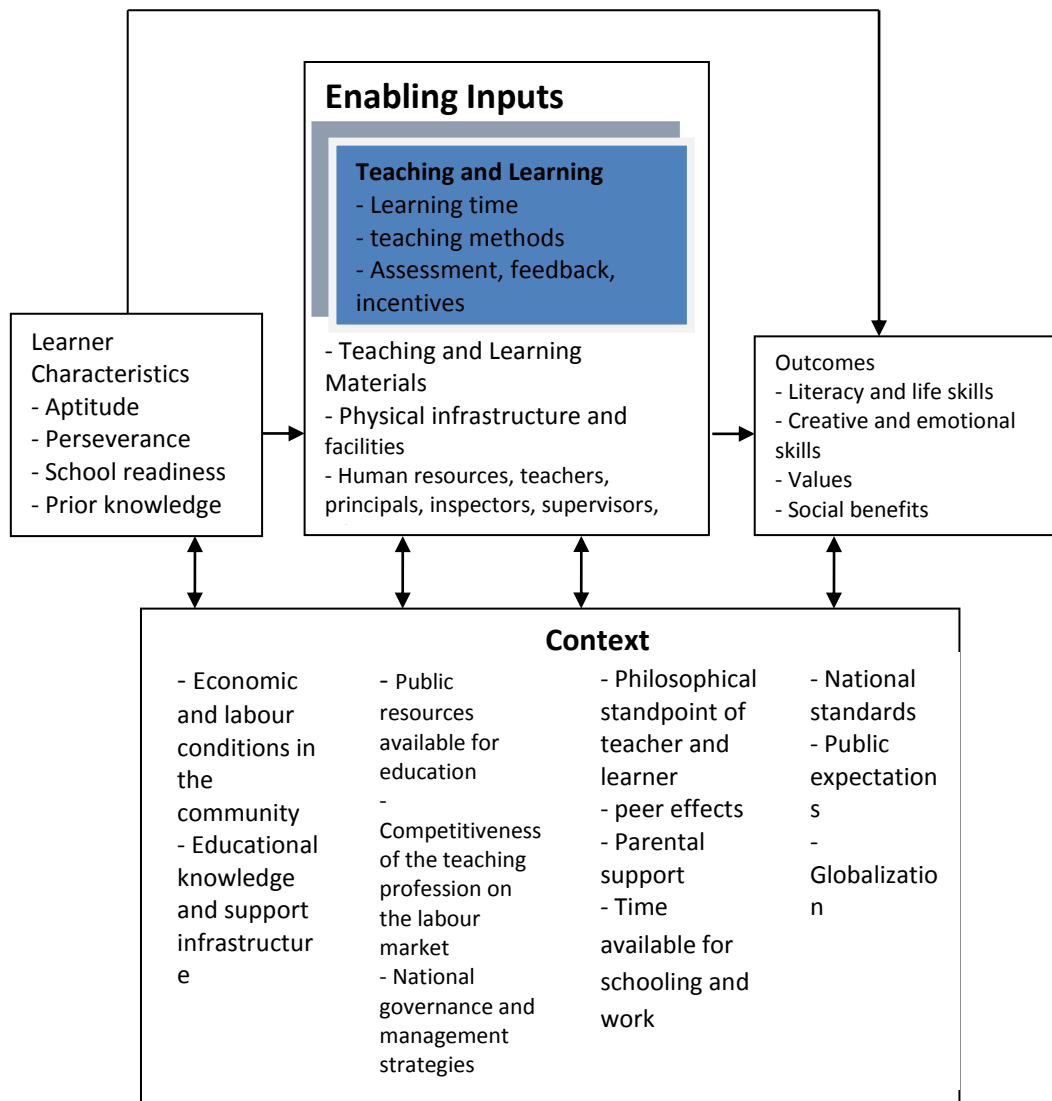 Enabling Inputs
Teaching and Learning
- Learning time
- teaching methods
- Assessment, feedback,
incentives
- Teaching and Learning
Materials
- Physical infrastructure and
facilities
- Human resources, teachers,
principals, inspectors, supervisors,
Learner
Characteristics
- Aptitude
- Perseverance
- School readiness
- Prior knowledge
Outcomes
- Literacy and life skills
- Creative and emotional
skills
- Values
- Social benefits
Context
- Economic
and labour
conditions in
the
community
- Educational
knowledge
and support
infrastructur
e
- Public
resources
available for
education
-
Competitiveness
of the teaching
profession on
the labour
market
- National
governance and
management
strategies
- Philosophical
standpoint of
teacher and
learner
- peer effects
- Parental
support
- Time
available for
schooling and
work
- National
standards
- Public
expectation
s
-
Globalizatio
n